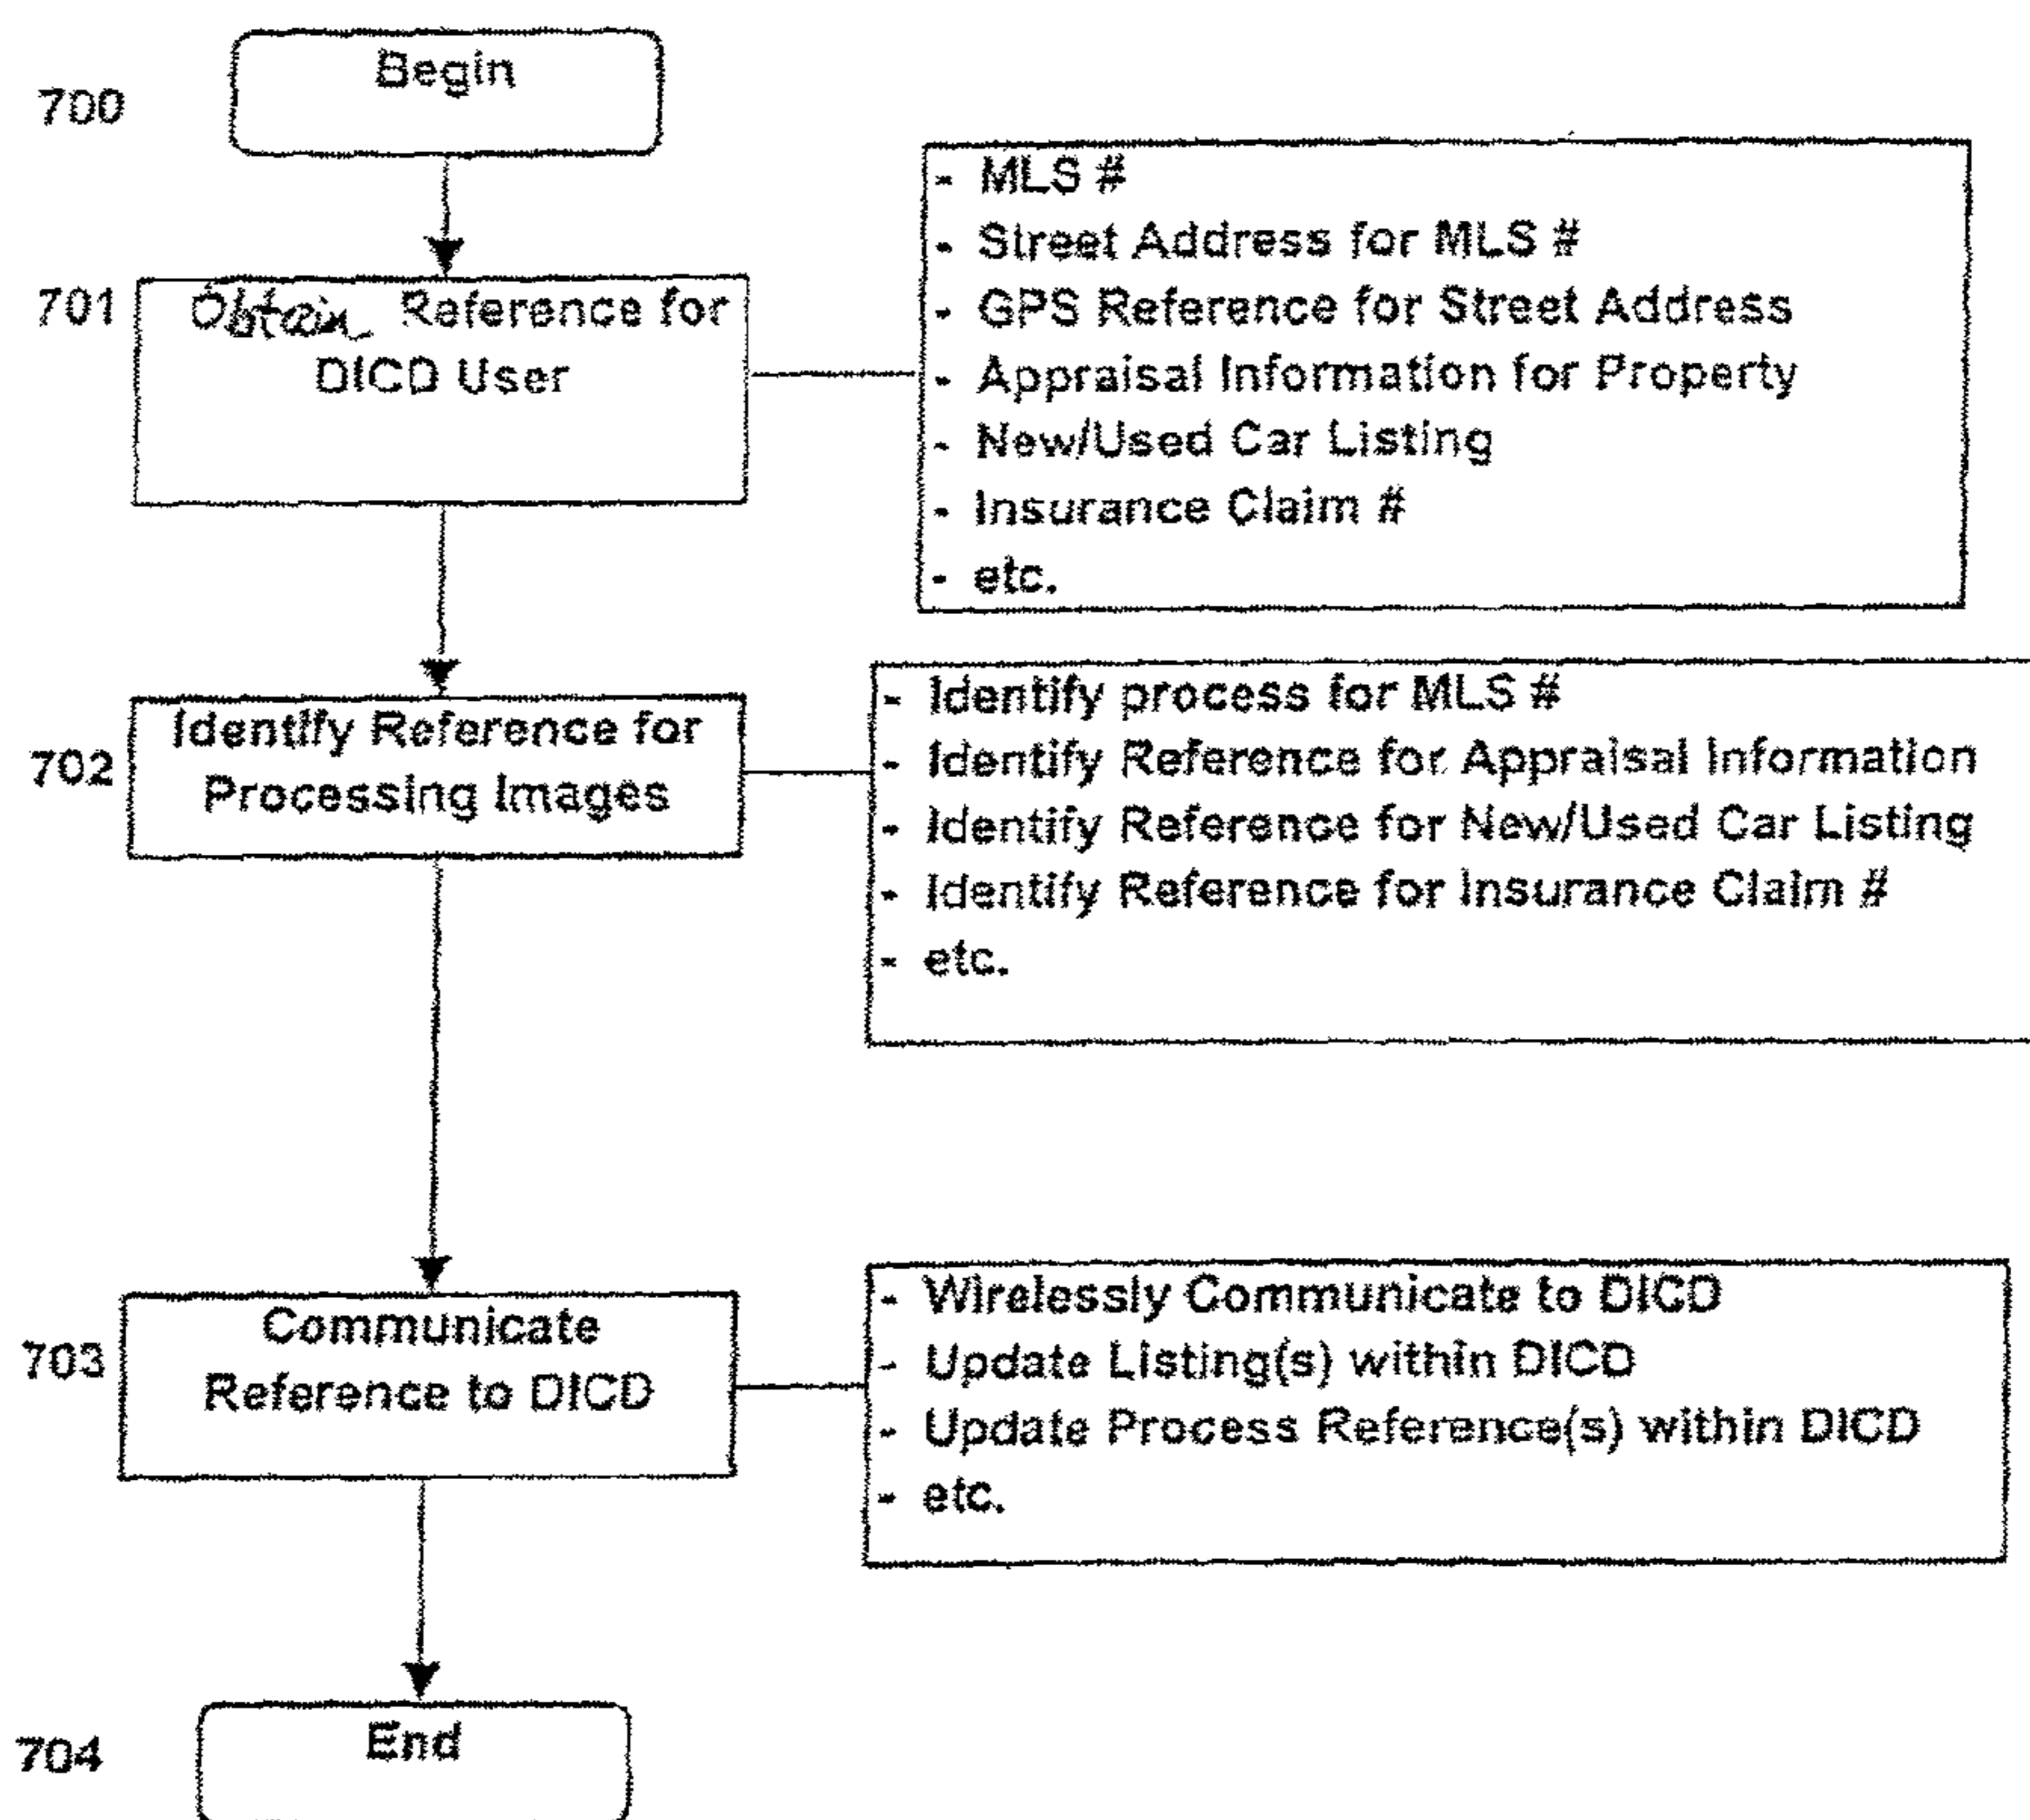 700
Begin
701
Obtain Reference for
DICD User
- MLS #
- Street Address for MLS #
- GPS Reference for Street Address
- Appraisal Information for Property
- New/Used Car Listing
- Insurance Claim #
- etc.
702
Identify Reference for
Processing Images
- Identify process for MLS #
- Identify Reference for Appraisal Information
- Identify Reference for New/Used Car Listing
- Identify Reference for Insurance Claim #
- etc.
703
Communicate
Reference to DICD
- Wirelessly Communicate to DICD
- Update Listing(s) within DICD
- Update Process Reference(s) within DICD
- etc.
704
End